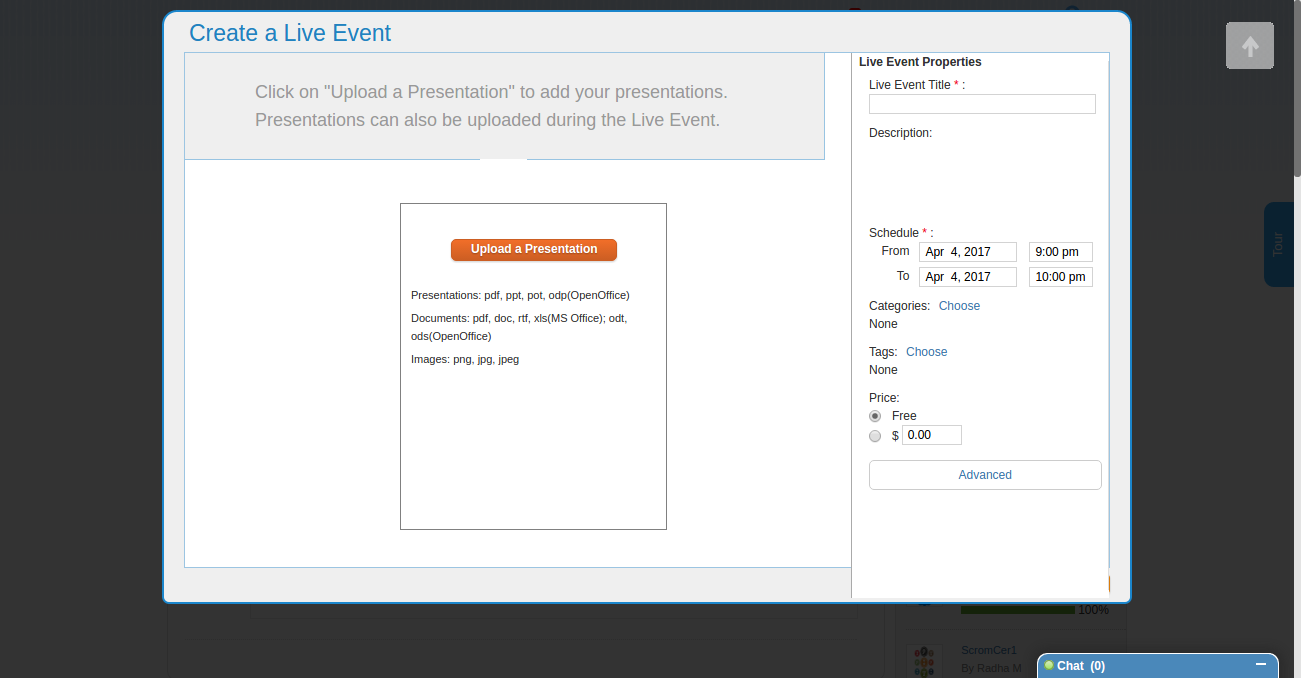 Create a Live Event
Click on "Upload a Presentation" to add your presentations.
Presentations can also be uploaded during the Live Event.
Upload a Presentation
Presentations: pdf, ppt, pot, odp(OpenOffice)
Documents: pdf, doc, rtf, xls(MS Office); odt,
ods(OpenOffice)
Images: png, jpg, jpeg
Live Event Properties
Live Event Title * :
Description:
Schedule * :
From Apr 4, 2017 9:00 pm
To Apr 4, 2017 10:00 pm
Categories: Choose
None
Tags: Choose
None
Price:
Free
$ 0.00
Advanced
Tour
100%
ScromCer1
By Radha M
Chat (0)